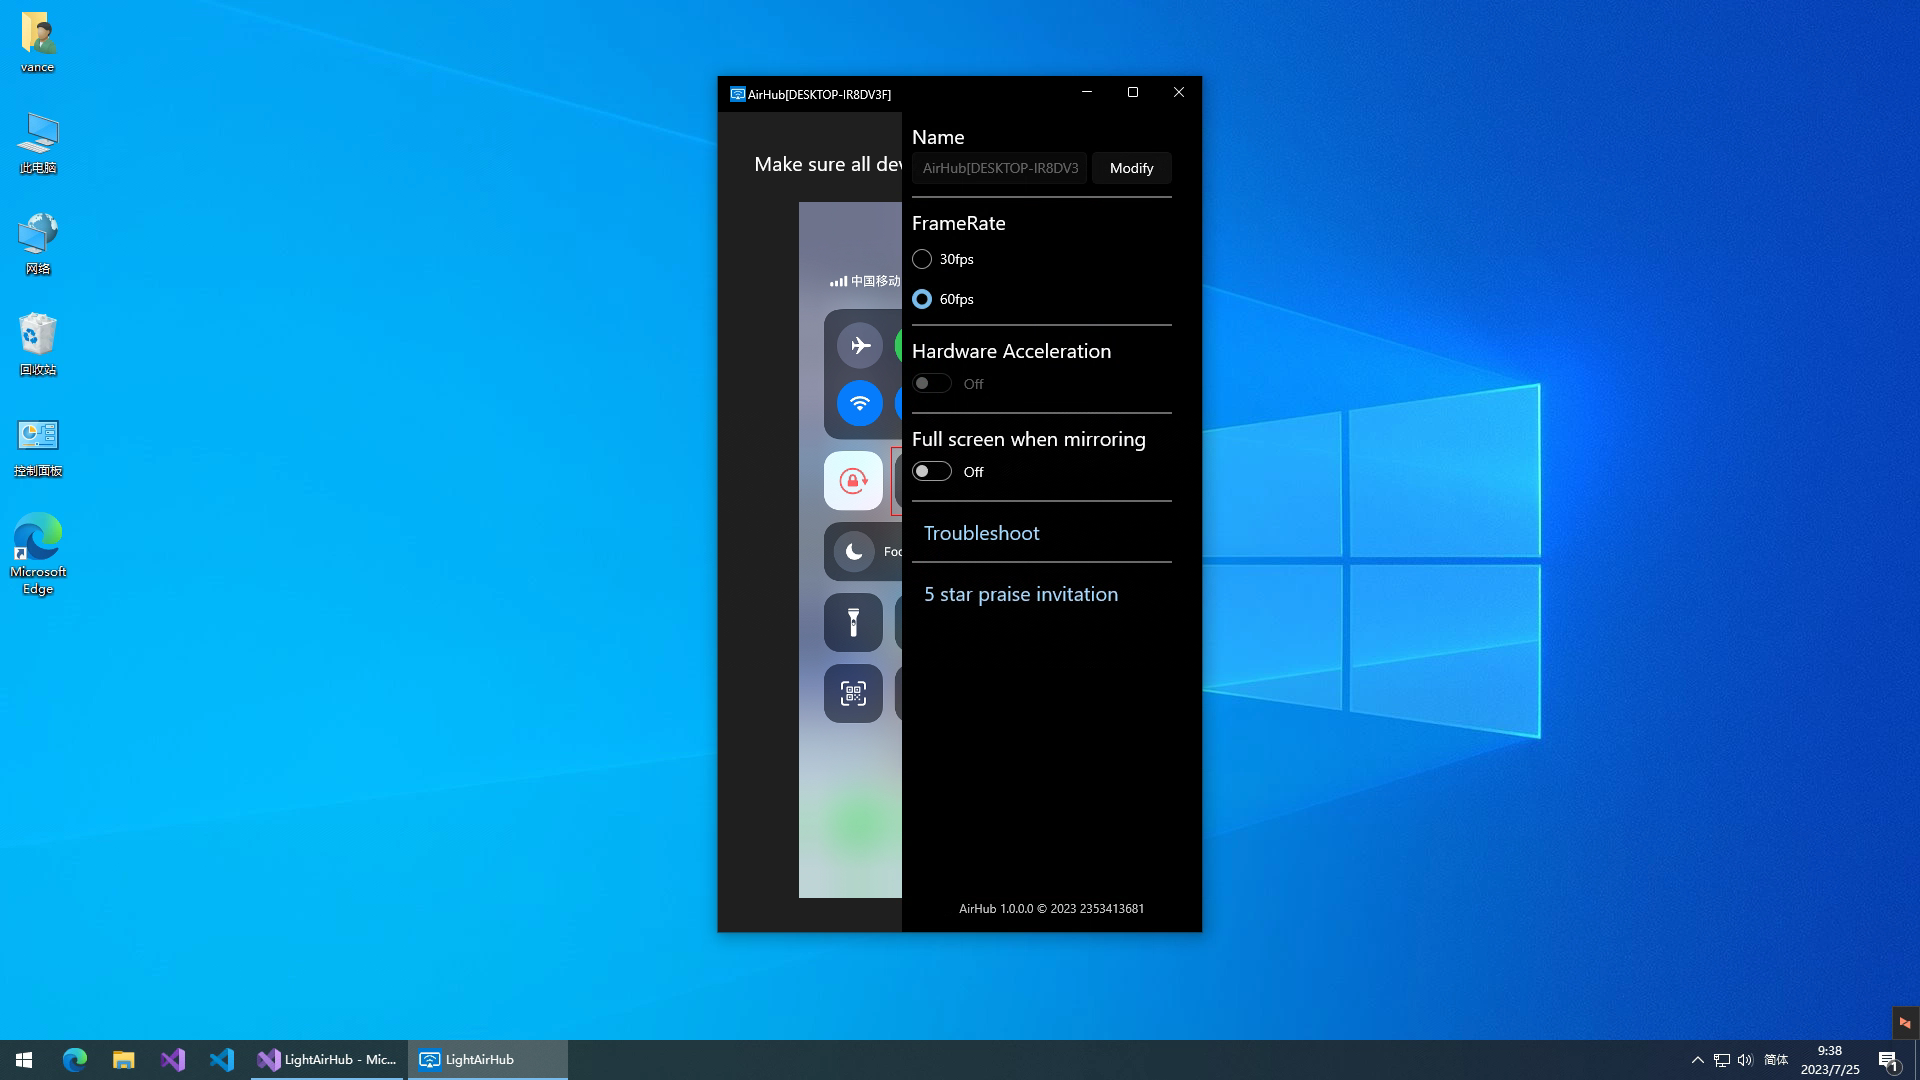 vance
此电脑
网络
回收站
控制面板
Microsoft
Edge
AirHub[DESKTOP-IR8DV3F]
Make sure all dev
中国移动
Foc
Name
AirHub[DESKTOP-IR8DV3
Modify
FrameRate
30fps
60fps
Hardware Acceleration
Off
Full screen when mirroring
Off
Troubleshoot
5 star praise invitation
AirHub 1.0.0.0 © 2023 2353413681
LightAirHub - Mic...
LightAirHub
简体
9:38
2023/7/25
1